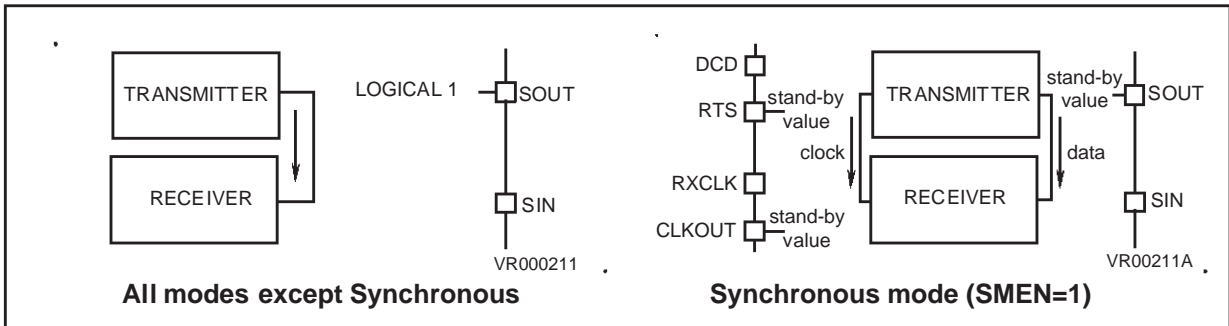 TRANSMITTER
RECEIVER
LOGICAL 1
SOUT
SIN
VR000211
All modes except Synchronous
DCD
RTS
stand-by
value
clock
RXCLK
CLKOUT
stand-by
value
TRANSMITTER
RECEIVER
data
stand-by
value
SOUT
SIN
VR00211A
Synchronous mode (SMEN=1)